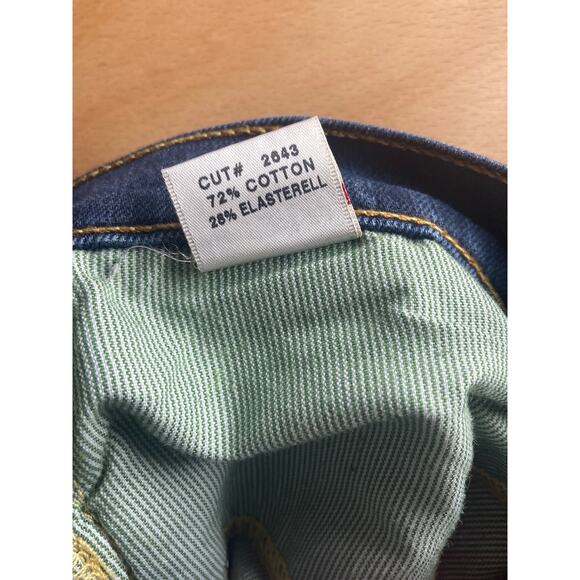 CUT# 2643
72% COTTON
28% ELASTERELL